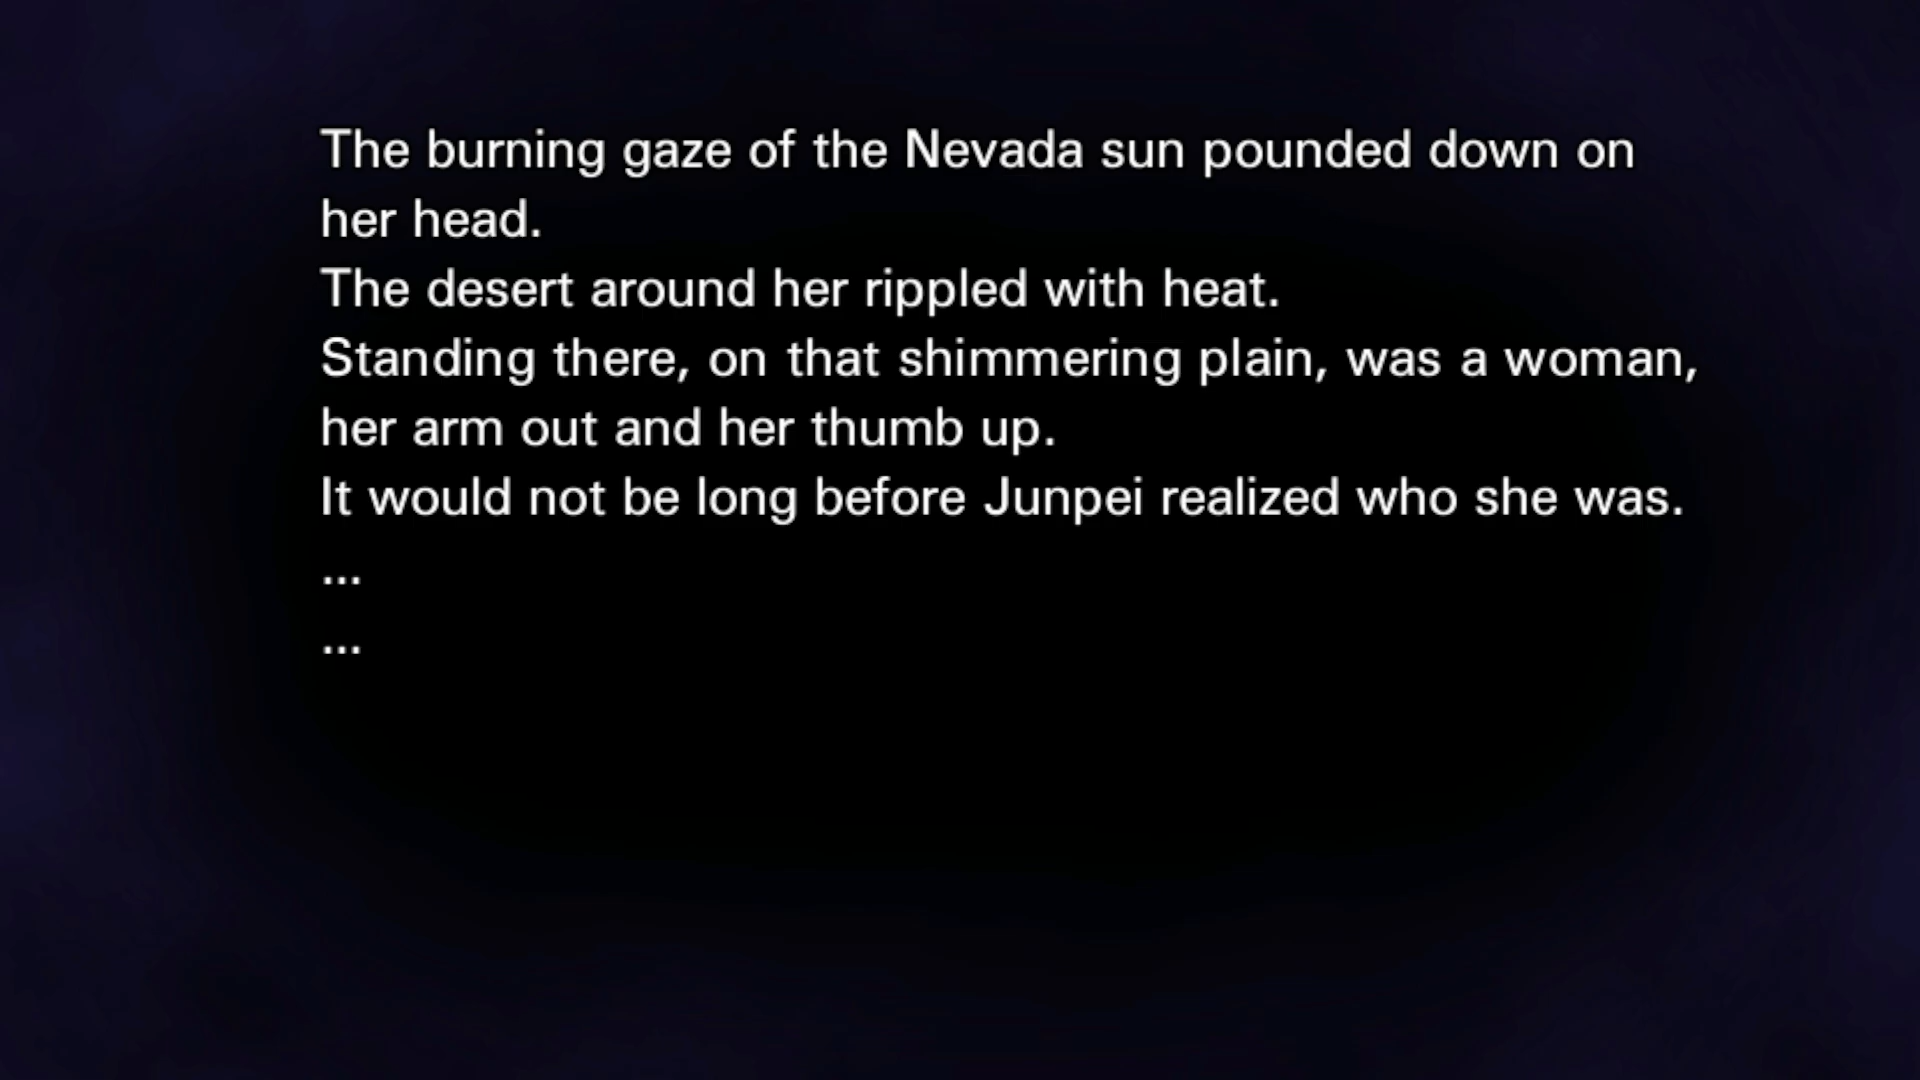 The burning gaze of the Nevada sun pounded down on
her head.
The desert around her rippled with heat.
Standing there, on that shimmering plain, was a woman,
her arm out and her thumb up.
It would not be long before Junpei realized who she was.
...
...